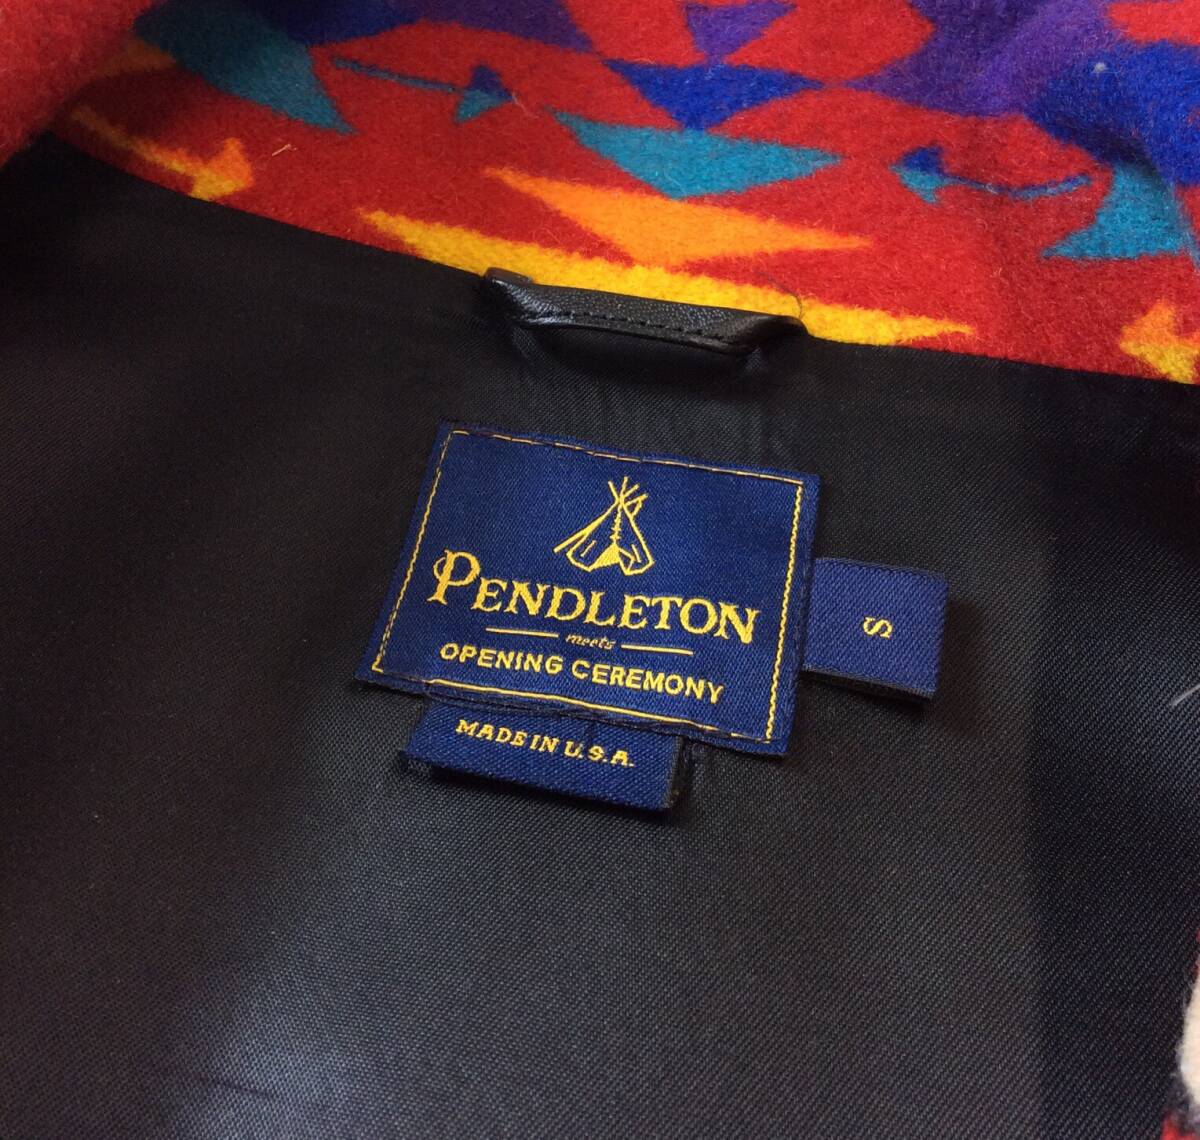 PENDLETON
meets
OPENING CEREMONY
S
MADE IN U.S.A.